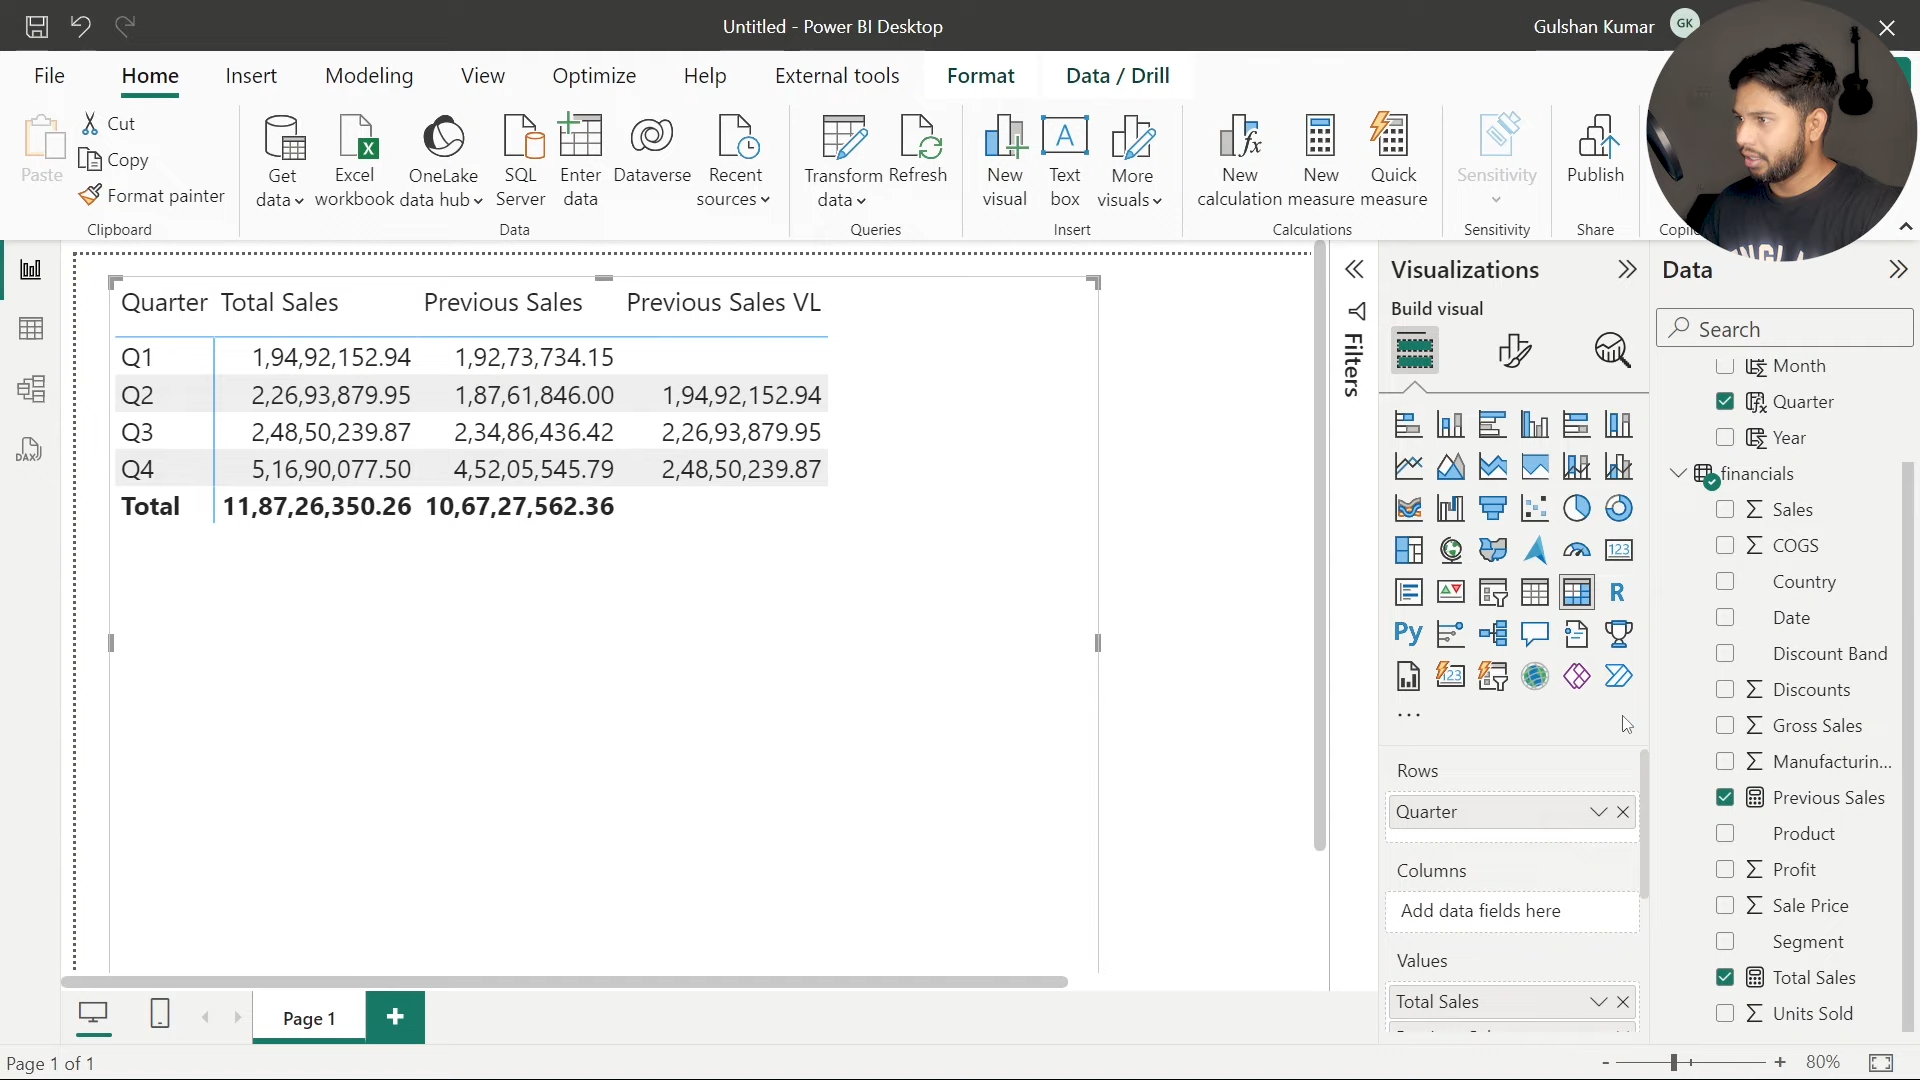 Untitled - Power BI Desktop
Gulshan Kumar
GK
File
Home
Insert
Modeling
View
Optimize
Help
External tools
Format
Data / Drill
Paste
Cut
Copy
Format painter
Clipboard
Get data
Excel workbook
OneLake data hub
SQL Server
Enter data
Dataverse
Recent sources
Data
Transform data
Refresh
Queries
New visual
Text box
More visuals
Insert
New calculation
New measure
Quick measure
Calculations
Sensitivity
Sensitivity
Publish
Share
Quarter Total Sales Previous Sales Previous Sales VL
Q1 1,94,92,152.94 1,92,73,734.15
Q2 2,26,93,879.95 1,87,61,846.00 1,94,92,152.94
Q3 2,48,50,239.87 2,34,86,436.42 2,26,93,879.95
Q4 5,16,90,077.50 4,52,05,545.79 2,48,50,239.87
Total 11,87,26,350.26 10,67,27,562.36
Filters
Visualizations
Build visual
R
Py
123
123
Rows
Quarter
Columns
Add data fields here
Values
Total Sales
Data
Search
Month
Quarter
Year
financials
Sales
COGS
Country
Date
Discount Band
Discounts
Gross Sales
Manufacturin...
Previous Sales
Product
Profit
Sale Price
Segment
Total Sales
Units Sold
DAX
Page 1
Page 1 of 1
80%